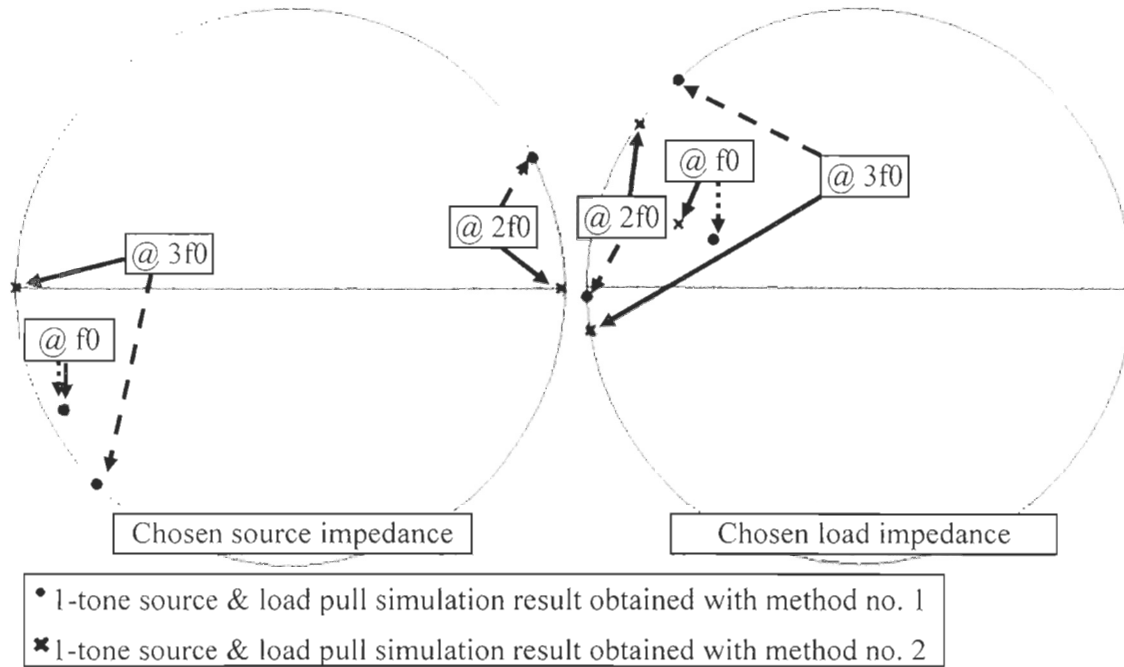 @ f0
@ 3f0
@ 2f0
@ 2f0
@ 3f0
@ f0
Chosen source impedance
Chosen load impedance
• 1-tone source & load pull simulation result obtained with method no. 1
× 1-tone source & load pull simulation result obtained with method no. 2